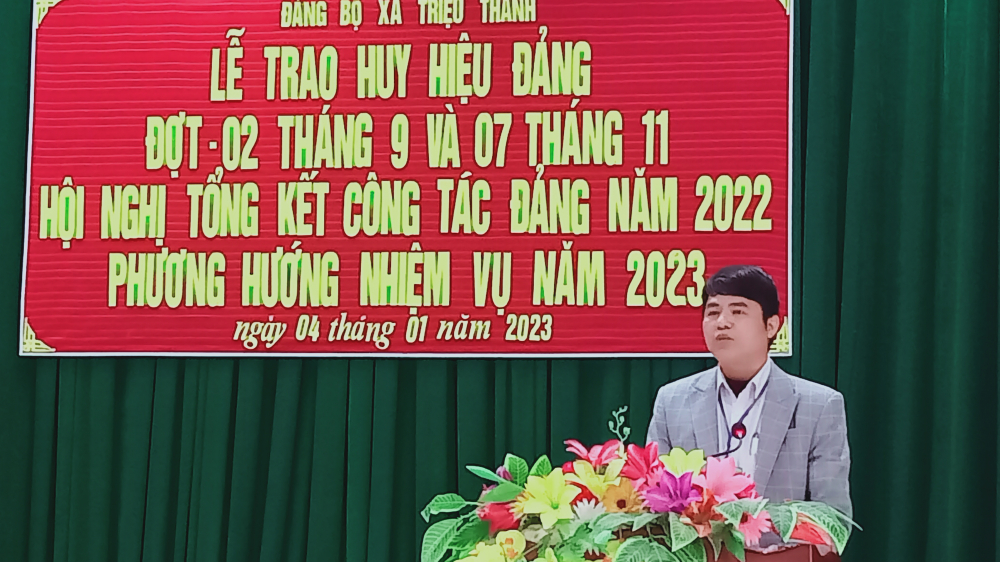 ĐẢNG BỘ XÃ TRIỆU THÀNH
LỄ TRAO HUY HIỆU ĐẢNG
ĐỢT - 02 THÁNG 9 VÀ 07 THÁNG 11
HỘI NGHỊ TỔNG KẾT CÔNG TÁC ĐẢNG NĂM 2022
PHƯƠNG HƯỚNG NHIỆM VỤ NĂM 2023
ngày 04 tháng 01 năm 2023